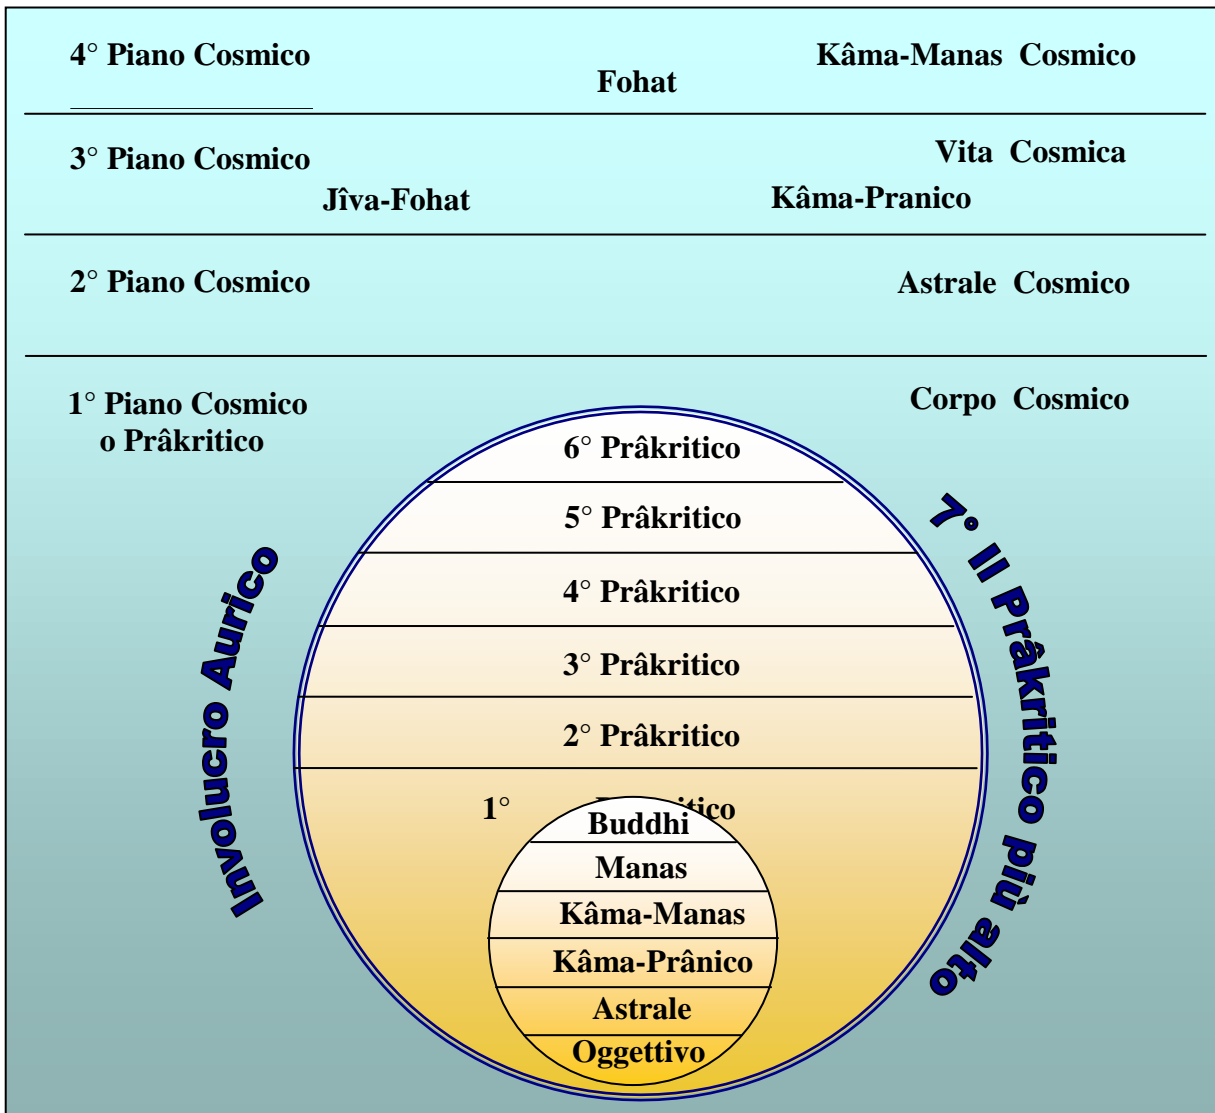 4° Piano Cosmico
Kâma-Manas Cosmico
Fohat
3° Piano Cosmico
Vita Cosmica
Jîva-Fohat
Kâma-Pranico
2° Piano Cosmico
Astrale Cosmico
1° Piano Cosmico
o Prâkritico
Corpo Cosmico
6° Prâkritico
5° Prâkritico
4° Prâkritico
3° Prâkritico
2° Prâkritico
1°
Buddhi
Manas
Kâma-Manas
Kâma-Prânico
Astrale
Oggettivo
Involucro Aurico
7° Il Prâkritico più alto